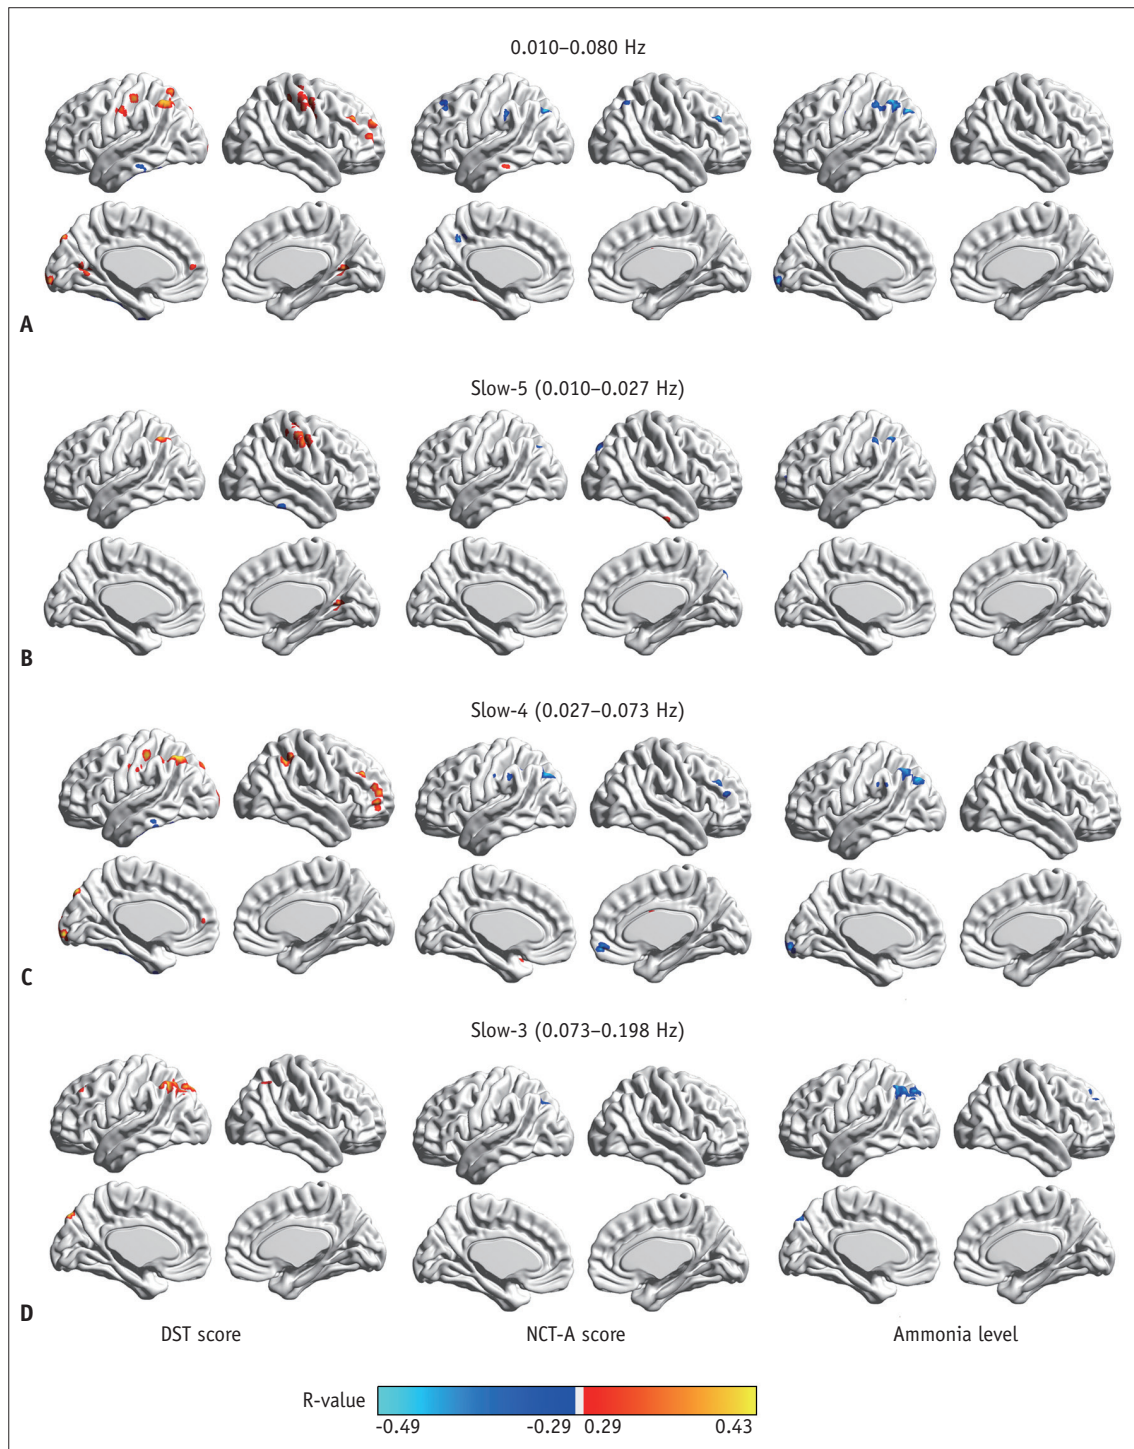 0.010–0.080 Hz
A
Slow-5 (0.010–0.027 Hz)
B
Slow-4 (0.027–0.073 Hz)
C
Slow-3 (0.073–0.198 Hz)
D
DST score
NCT-A score
Ammonia level
R-value
-0.49
-0.29
0.29
0.43